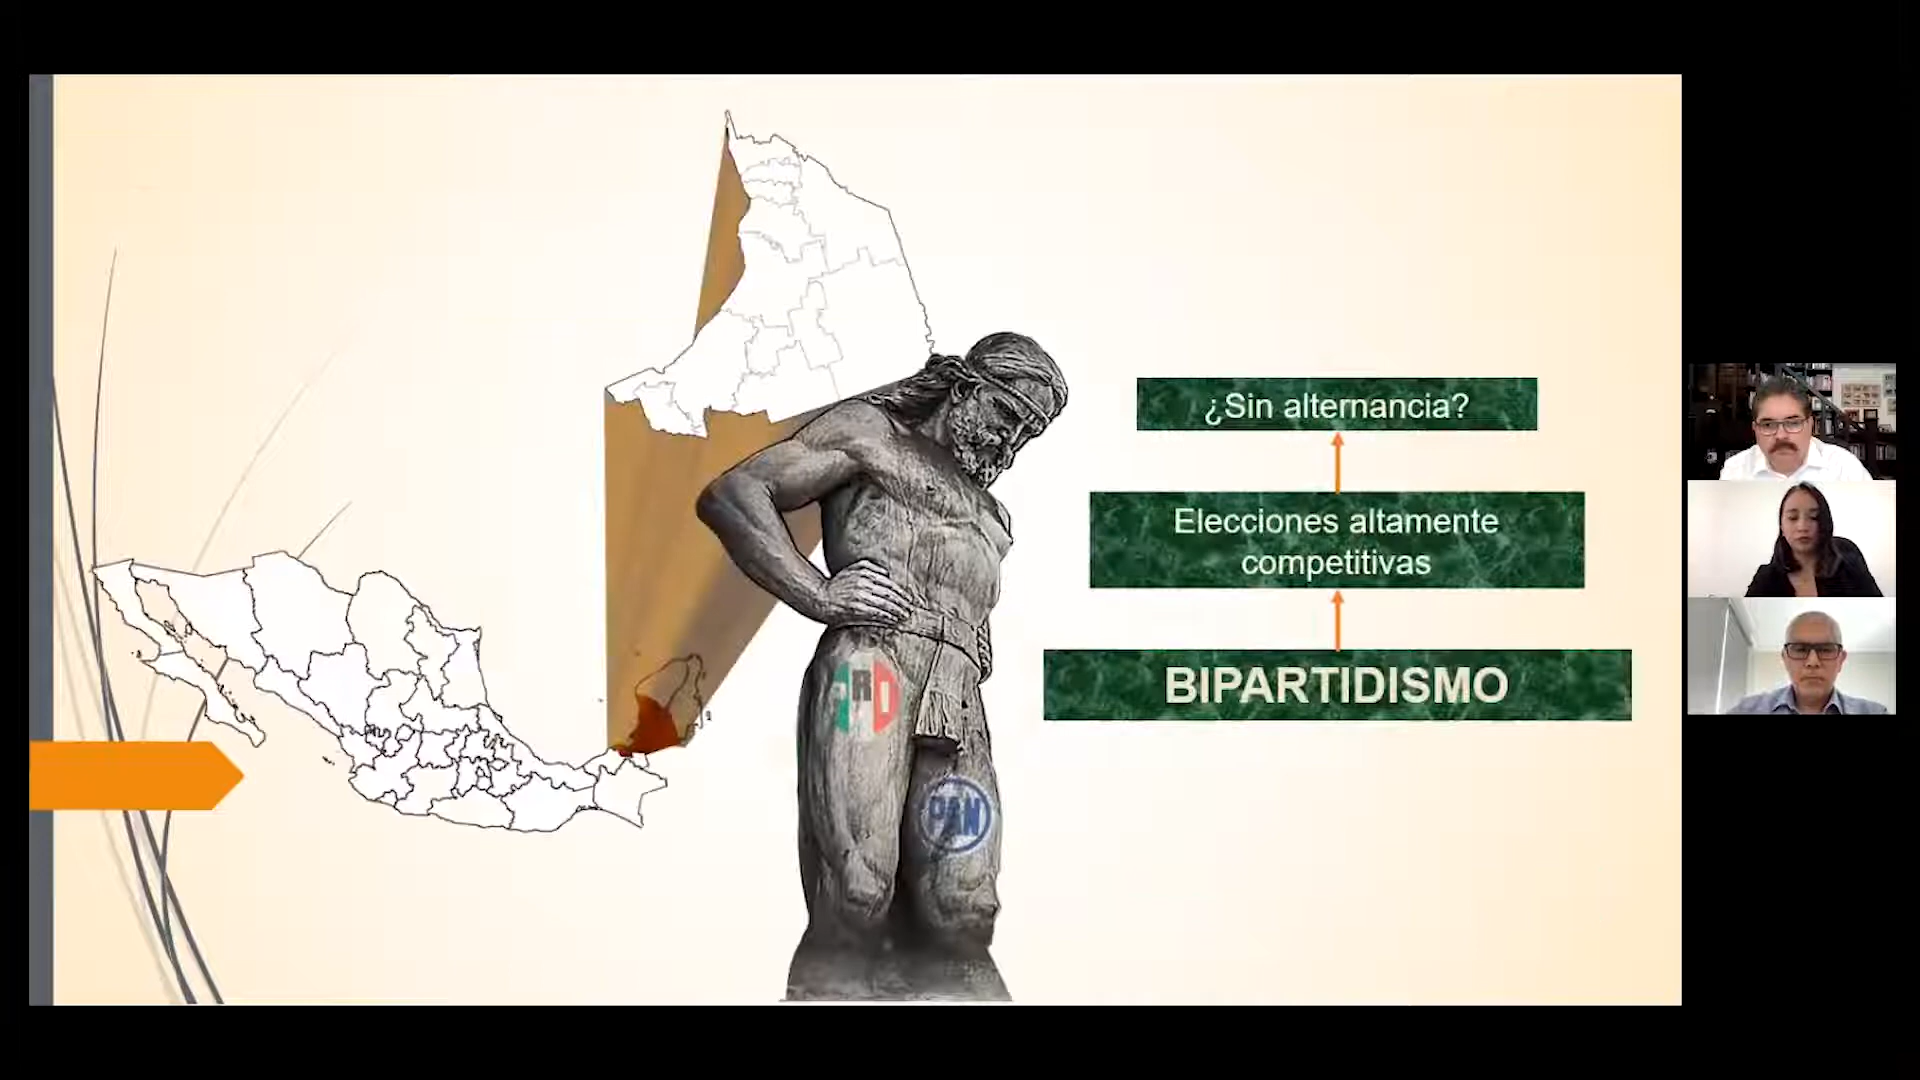 ¿Sin alternancia?
Elecciones altamente
competitivas
BIPARTIDISMO
PRI
PAN